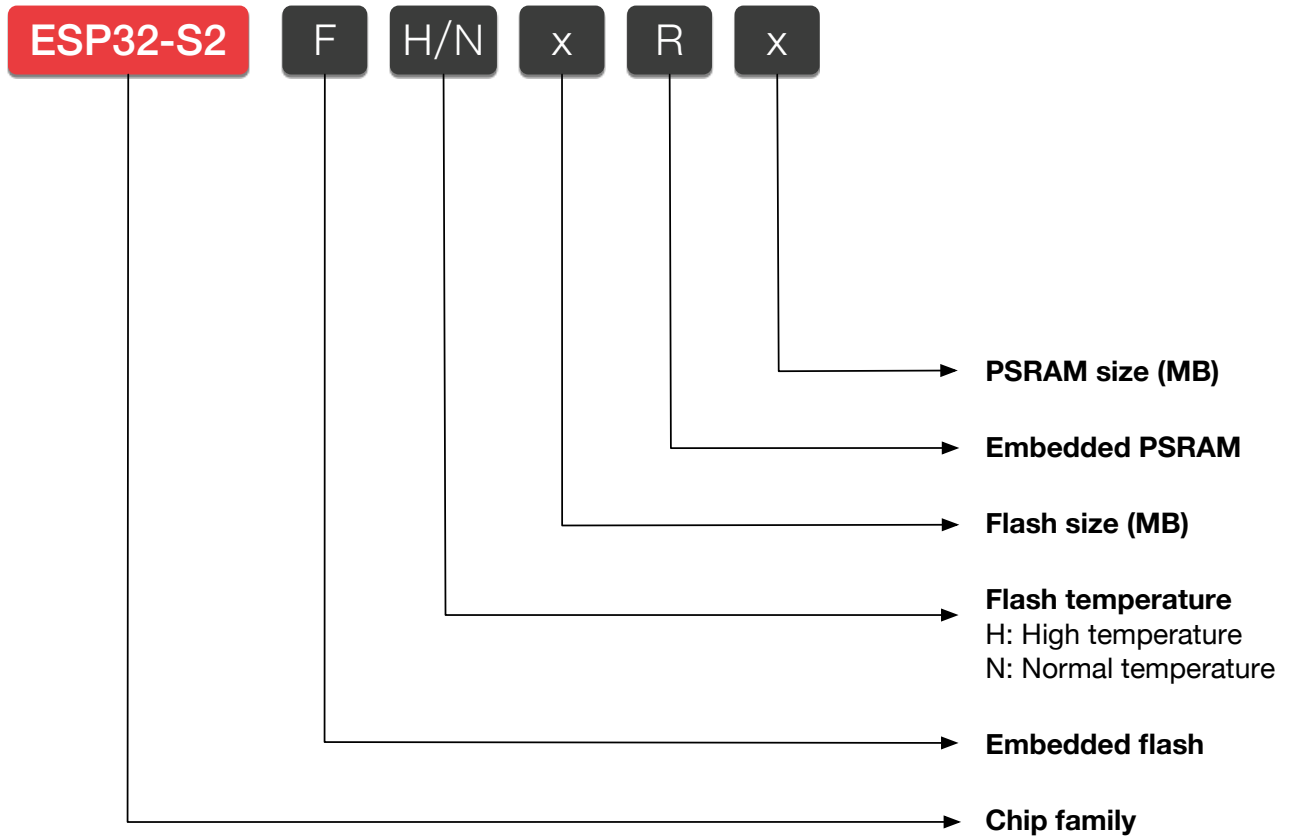 ESP32-S2 F H/N x R x
PSRAM size (MB)
Embedded PSRAM
Flash size (MB)
Flash temperature
H: High temperature
N: Normal temperature
Embedded flash
Chip family